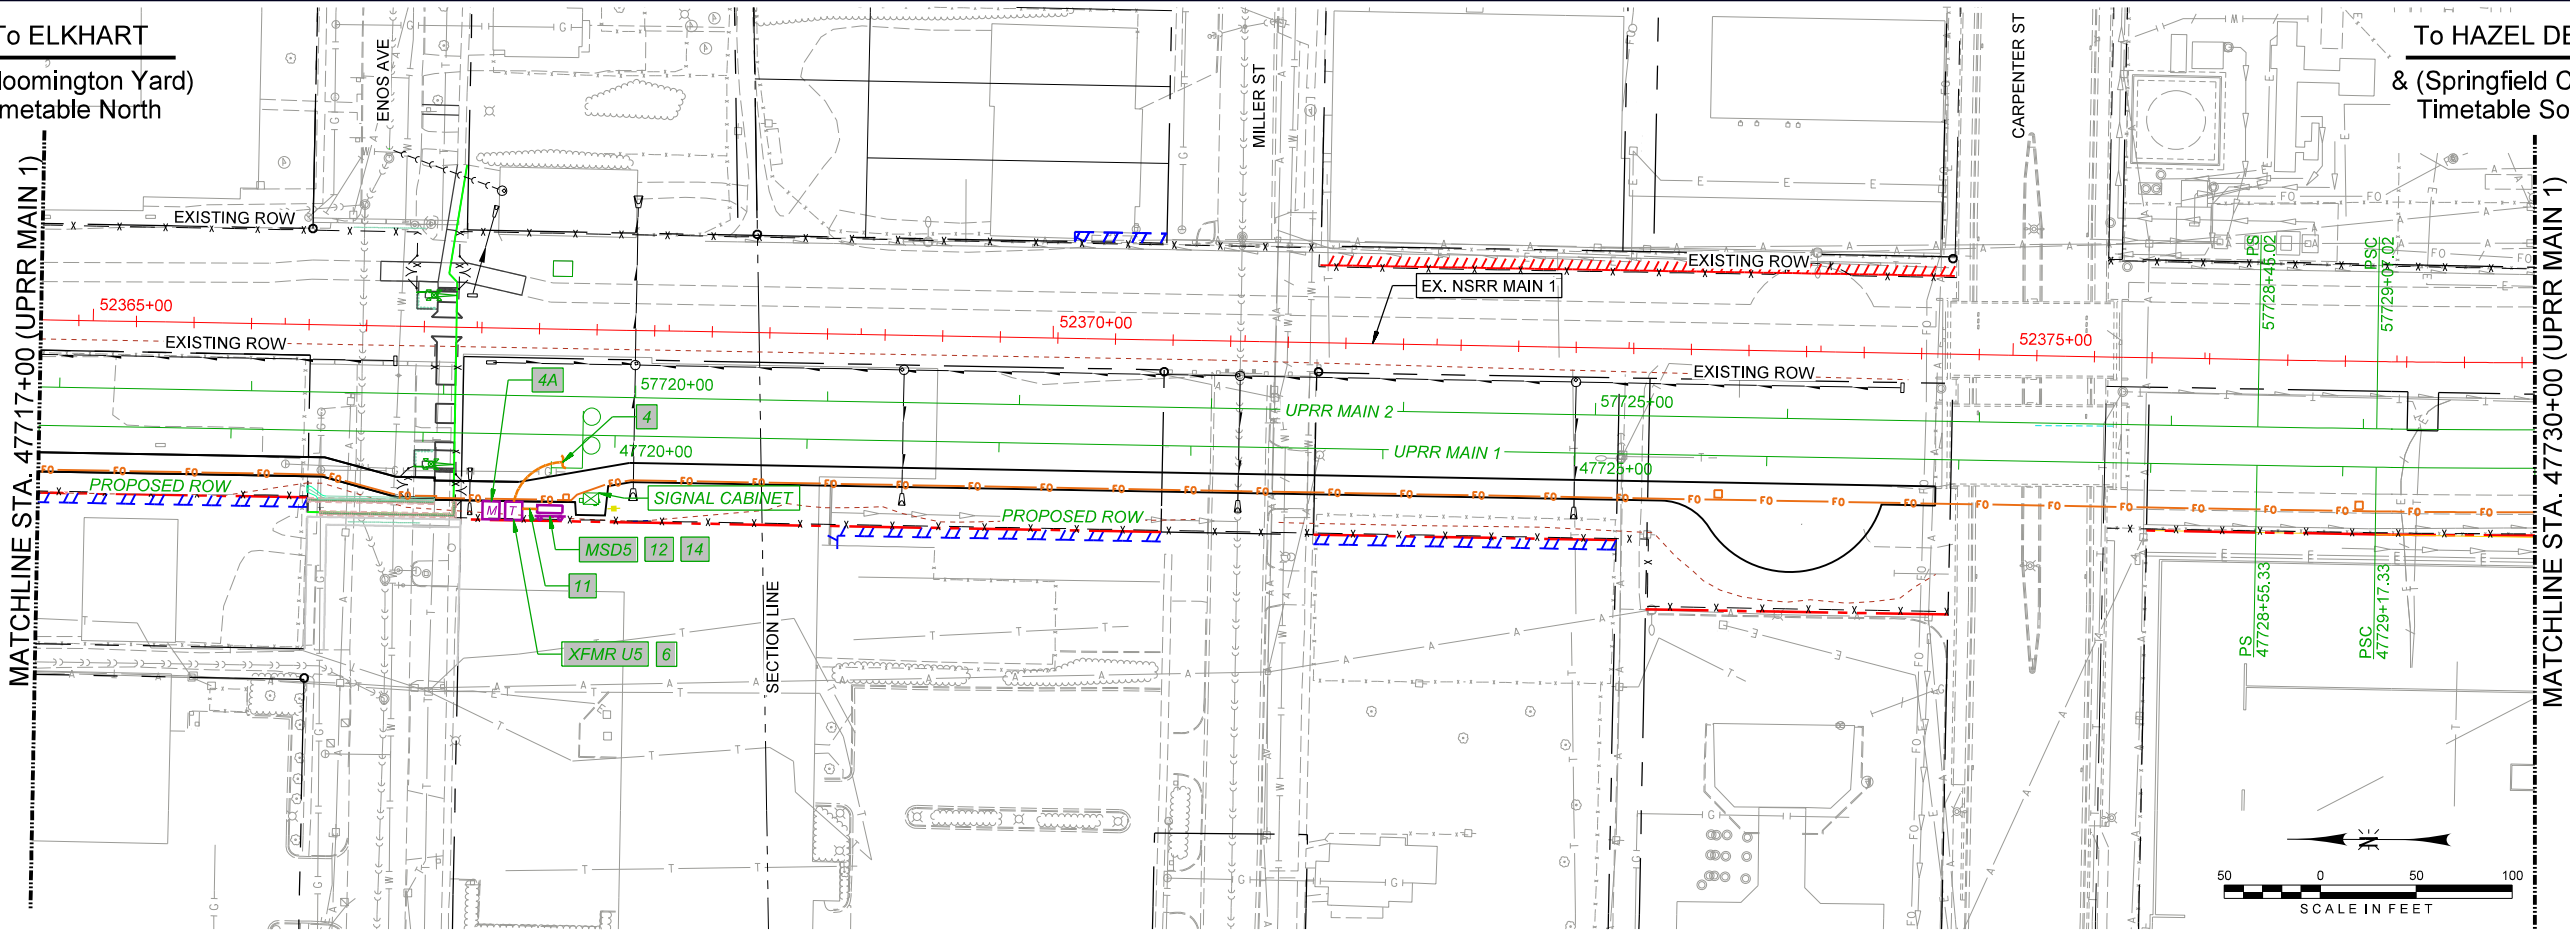 To ELKHART
loomington Yard)
metable North
ENOS AVE
MILLER ST
CARPENTER ST
To HAZEL DE
& (Springfield C
Timetable So
MATCHLINE STA. 47717+00 (UPRR MAIN 1)
MATCHLINE STA. 47730+00 (UPRR MAIN 1)
EXISTING ROW
EXISTING ROW
EX. NSRR MAIN 1
PS
57728+45.02
PSC
57729+07.02
52365+00
52370+00
52375+00
EXISTING ROW
EXISTING ROW
4A
57720+00
4
57725+00
UPRR MAIN 2
47720+00
UPRR MAIN 1
47725+00
PROPOSED ROW
M
T
SIGNAL CABINET
PROPOSED ROW
MSD5
12
14
11
XFMR U5
6
SECTION LINE
PS
47728+55.33
PSC
47729+17.33
N
50
0
50
100
SCALE IN FEET